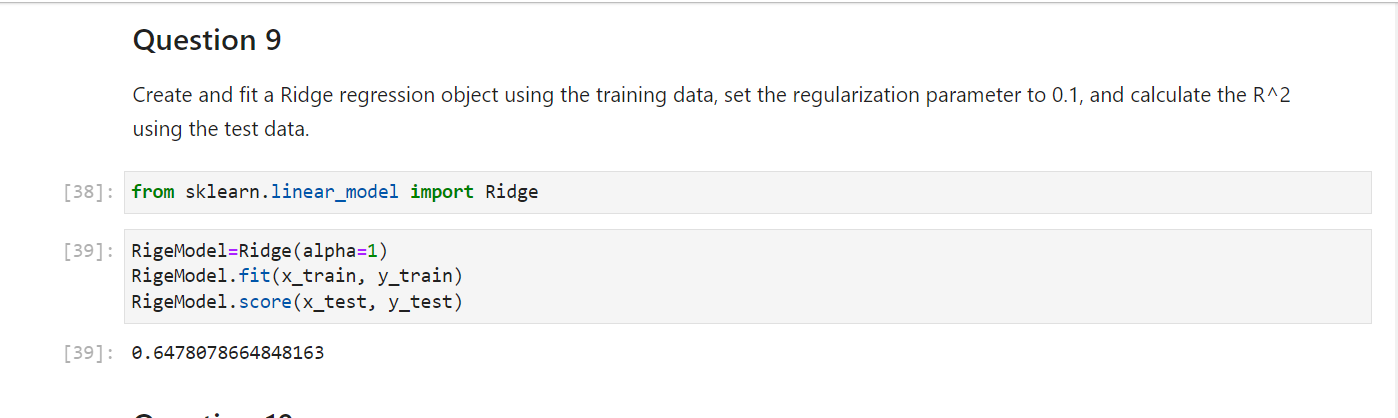 Question 9
Create and fit a Ridge regression object using the training data, set the regularization parameter to 0.1, and calculate the R^2
using the test data.
[38]: from sklearn.linear_model import Ridge
[39]: RigeModel=Ridge(alpha=1)
RigeModel.fit(x_train, y_train)
RigeModel.score(x_test, y_test)
[39]: 0.6478078664848163